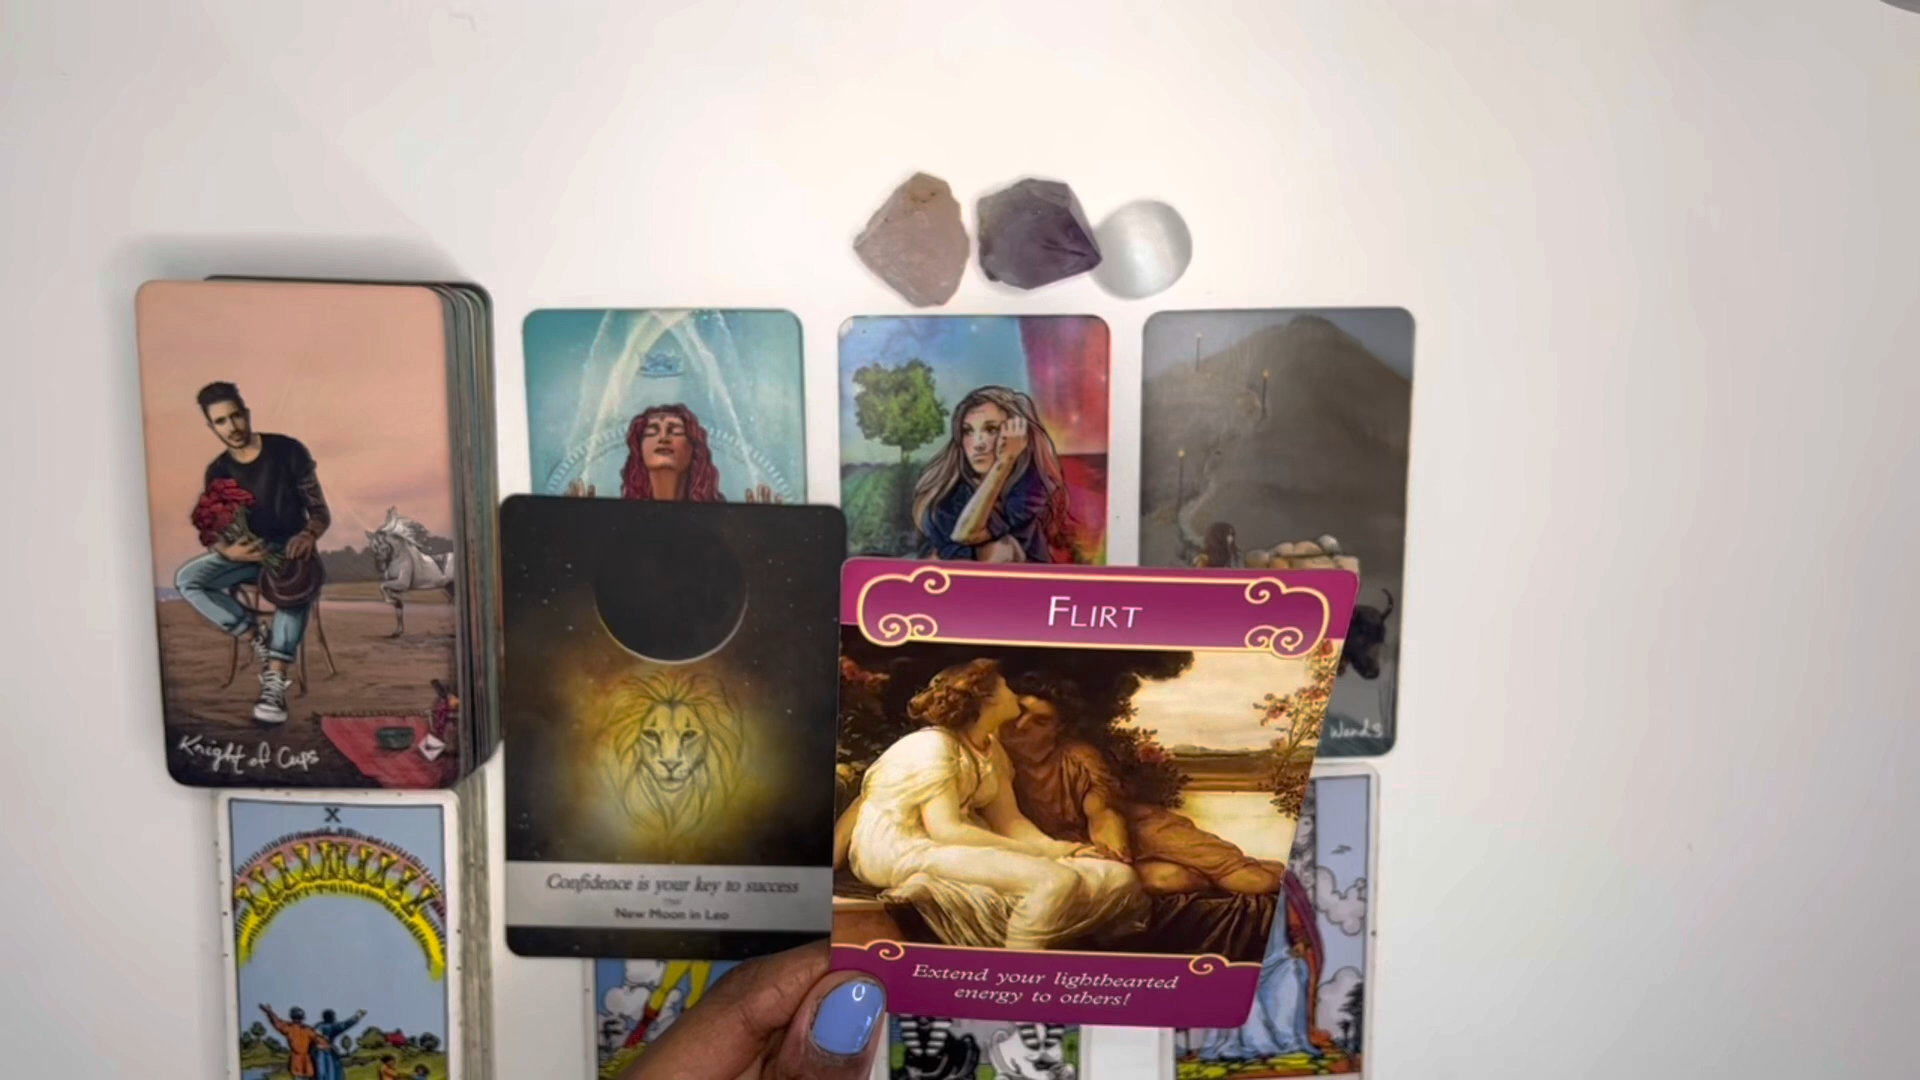 Knight of Cups
X
Confidence is your key to success
New Moon in Leo
FLIRT
Extend your lighthearted
energy to others!
Wands